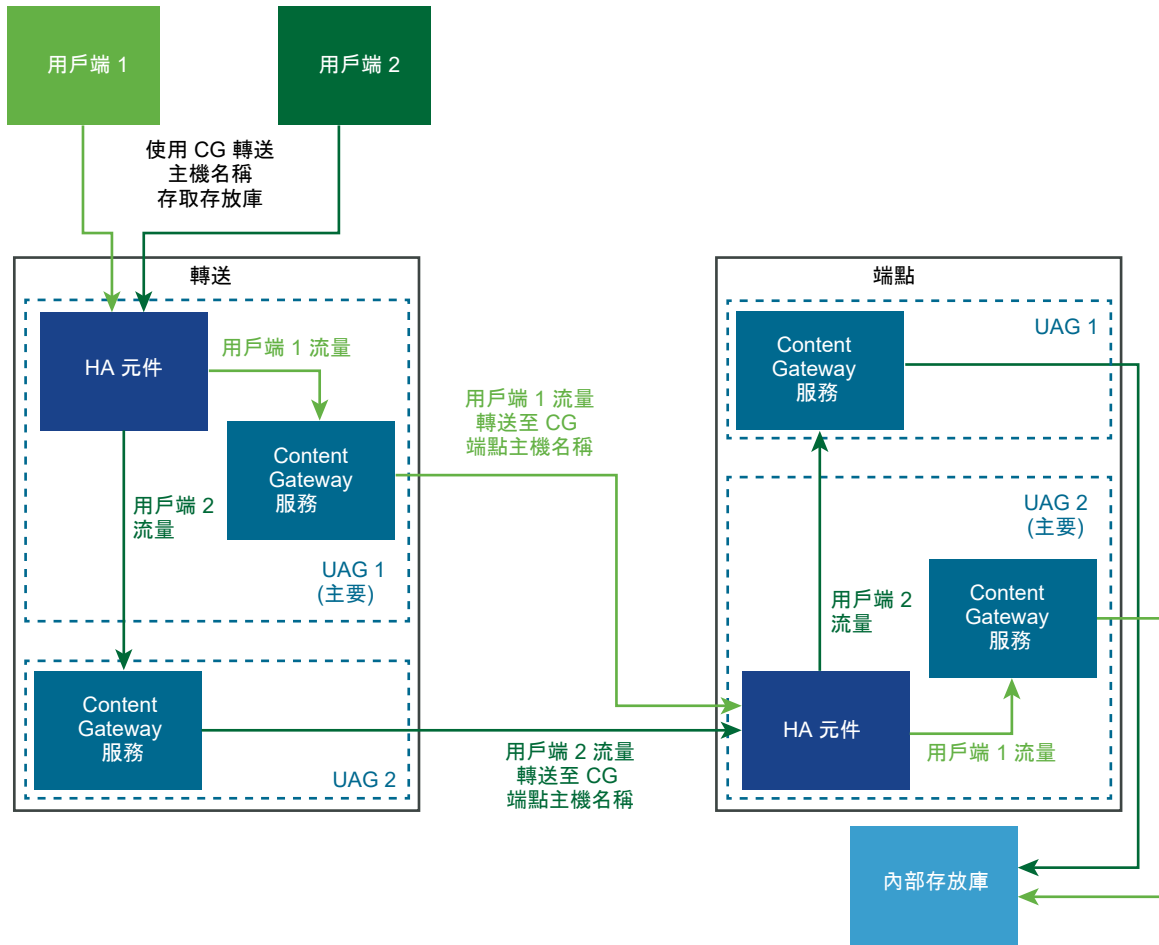 用戶端 1
用戶端 2
使用 CG 轉送
主機名稱
存取存放庫
轉送
HA 元件
用戶端 1 流量
Content
Gateway
服務
用戶端 2
流量
UAG 1
(主要)
Content
Gateway
服務
UAG 2
用戶端 1 流量
轉送至 CG
端點主機名稱
用戶端 2 流量
轉送至 CG
端點主機名稱
端點
Content
Gateway
服務
UAG 1
UAG 2
(主要)
用戶端 2
流量
Content
Gateway
服務
HA 元件
用戶端 1 流量
內部存放庫